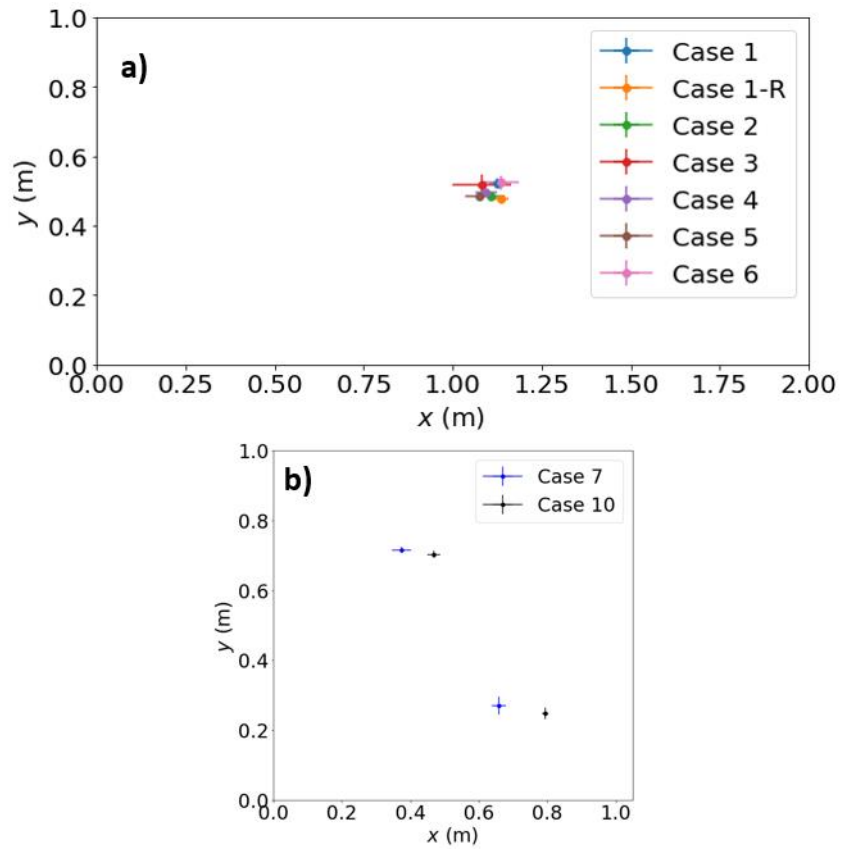 a)
1.0
0.8
0.6
0.4
0.2
0.0
y (m)
0.00 0.25 0.50 0.75 1.00 1.25 1.50 1.75 2.00
x (m)
Case 1
Case 1-R
Case 2
Case 3
Case 4
Case 5
Case 6
b)
1.0
0.8
0.6
0.4
0.2
0.0
y (m)
0.0 0.2 0.4 0.6 0.8 1.0
x (m)
Case 7
Case 10